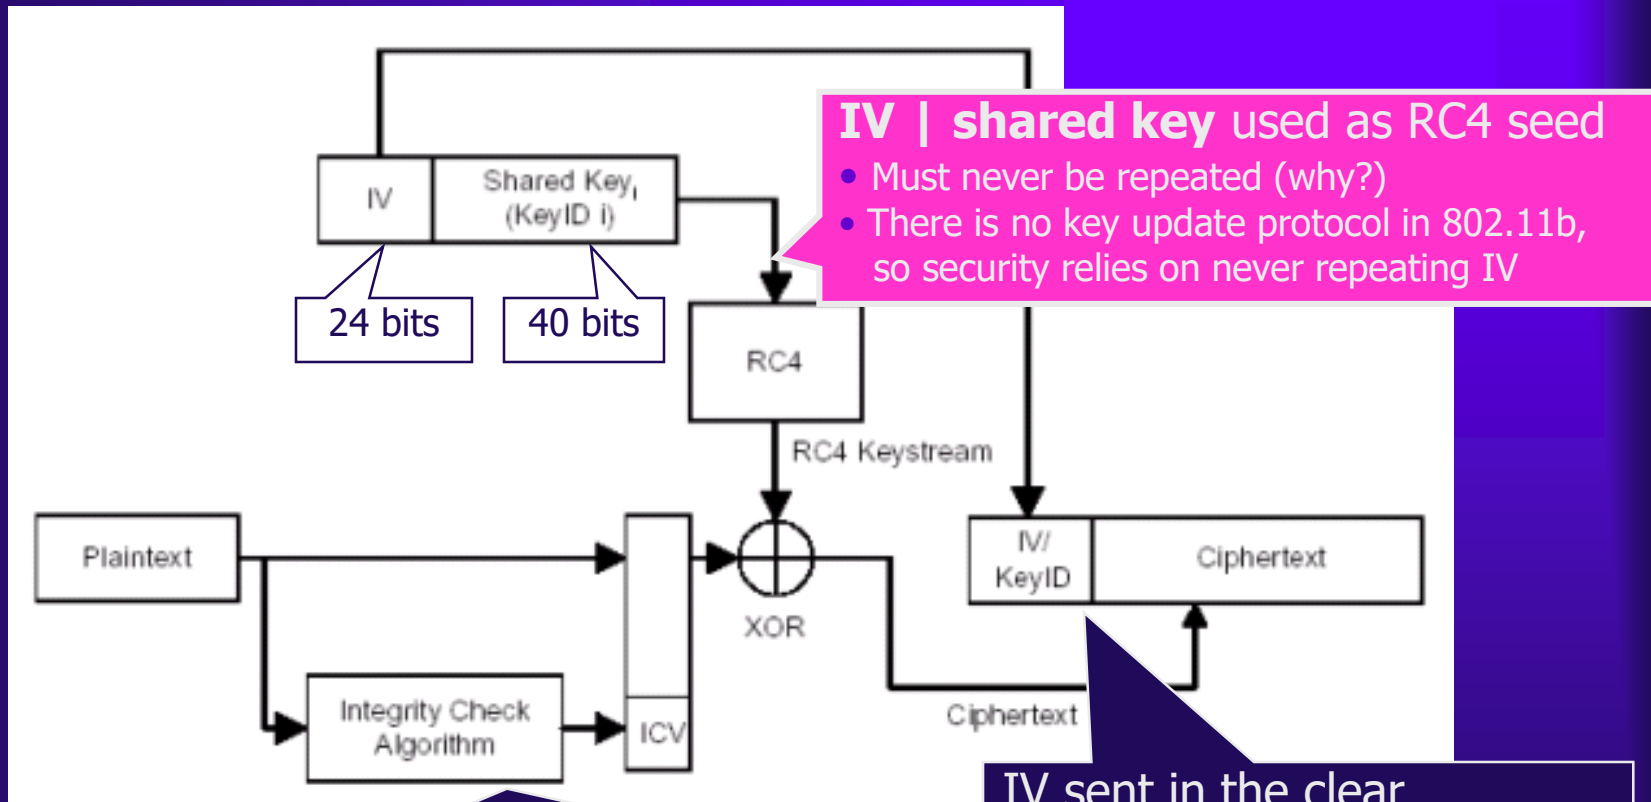 IV | shared key used as RC4 seed
• Must never be repeated (why?)
• There is no key update protocol in 802.11b,
so security relies on never repeating IV
IV
Shared Keyi
(KeyID i)
24 bits
40 bits
RC4
RC4 Keystream
Plaintext
IV/
KeyID
Ciphertext
XOR
Integrity Check
Algorithm
ICV
Ciphertext
IV sent in the clear